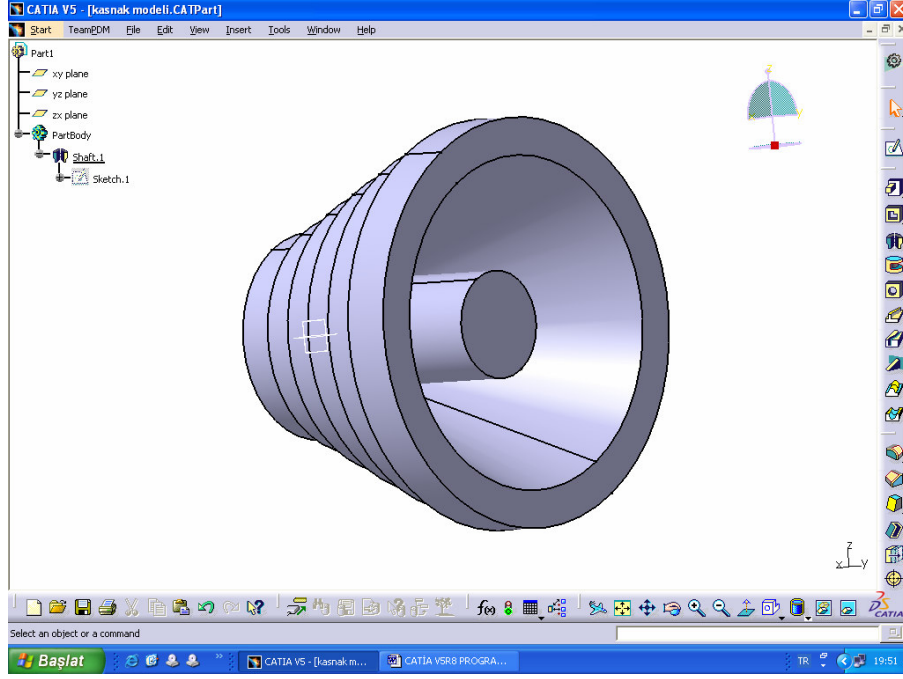 CATIA V5 - [kasnak modeli.CATPart]
Start TeamPDM File Edit View Insert Tools Window Help
Part1
xy plane
yz plane
zx plane
PartBody
Shaft.1
Sketch.1
z
x y
f(x)
CATIA
Select an object or a command
Başlat
CATIA V5 - [kasnak m...
CATİA V5R8 PROGRA...
TR
19:51